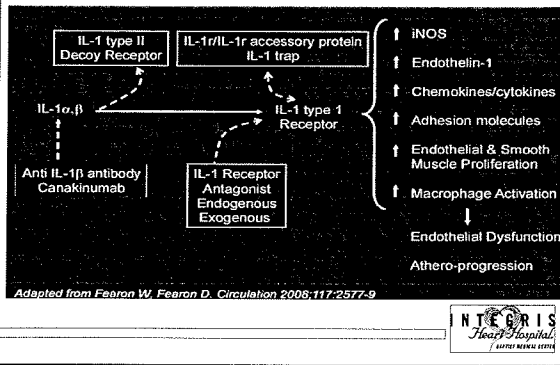 IL-1 type II
Decoy Receptor
IL-1r/IL-1r accessory protein
IL-1 trap
IL-1α,β
IL-1 type 1
Receptor
Anti IL-1β antibody
Canakinumab
IL-1 Receptor
Antagonist
Endogenous
Exogenous
iNOS
Endothelin-1
Chemokines/cytokines
Adhesion molecules
Endothelial & Smooth
Muscle Proliferation
Macrophage Activation
Endothelial Dysfunction
Athero-progression
Adapted from Fearon W, Fearon D. Circulation 2008;117:2577-9
INTEGRIS
Heart Hospital
BAPTIST MEDICAL CENTER